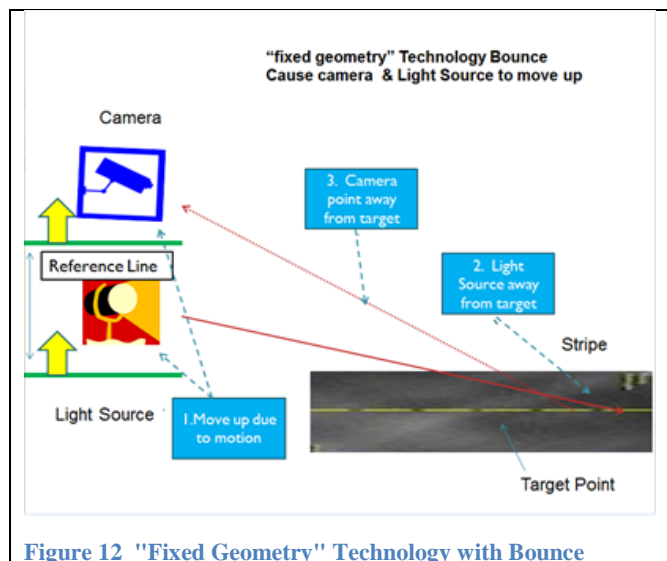 “fixed geometry” Technology Bounce
Cause camera & Light Source to move up
Camera
3. Camera
point away
from target
Reference Line
2. Light
Source away
from target
Stripe
Light Source
1.Move up due
to motion
Target Point
Figure 12 "Fixed Geometry" Technology with Bounce